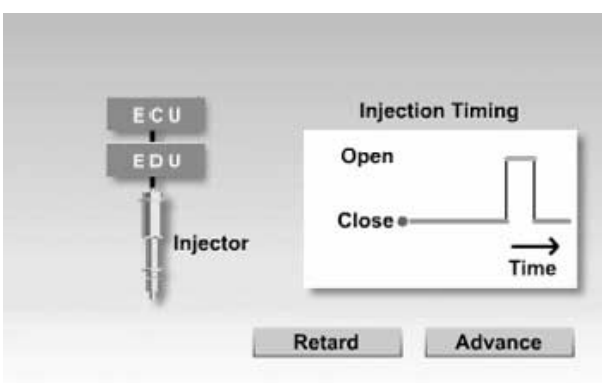 ECU
EDU
Injector
Injection Timing
Open
Close
Time
Retard
Advance